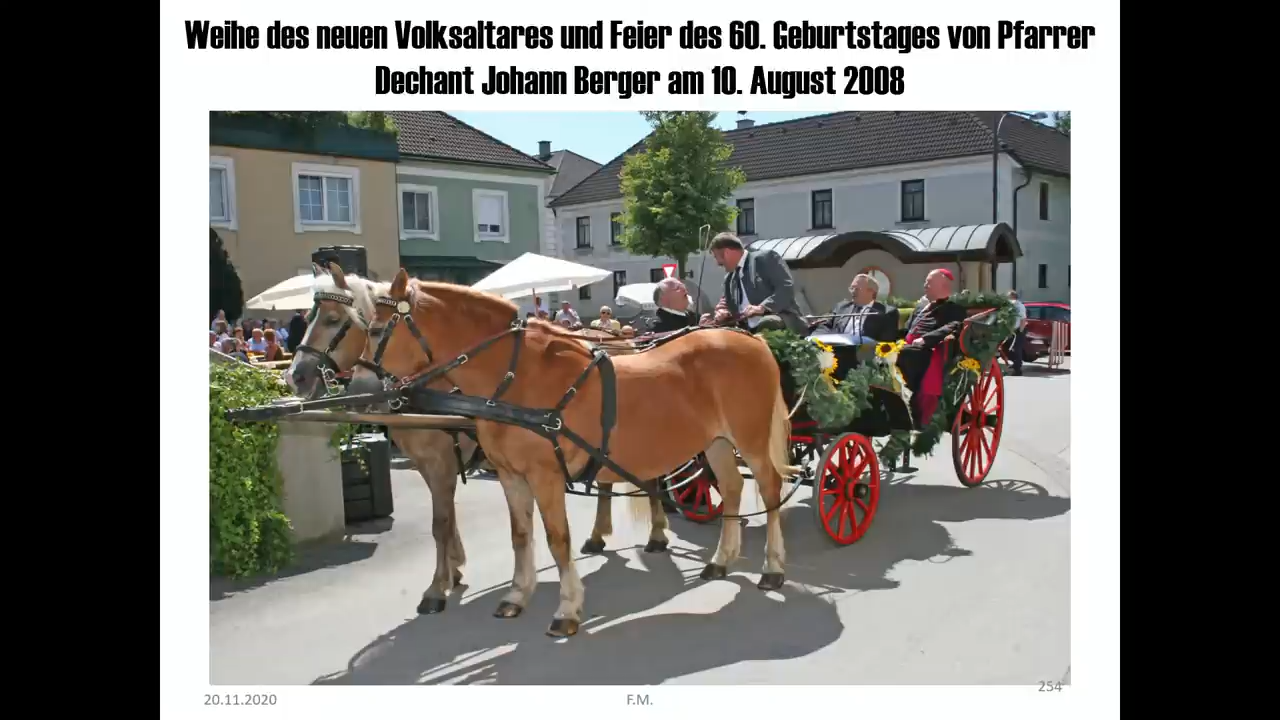 Weihe des neuen Volksaltares und Feier des 60. Geburtstages von Pfarrer
Dechant Johann Berger am 10. August 2008
254
20.11.2020
F.M.